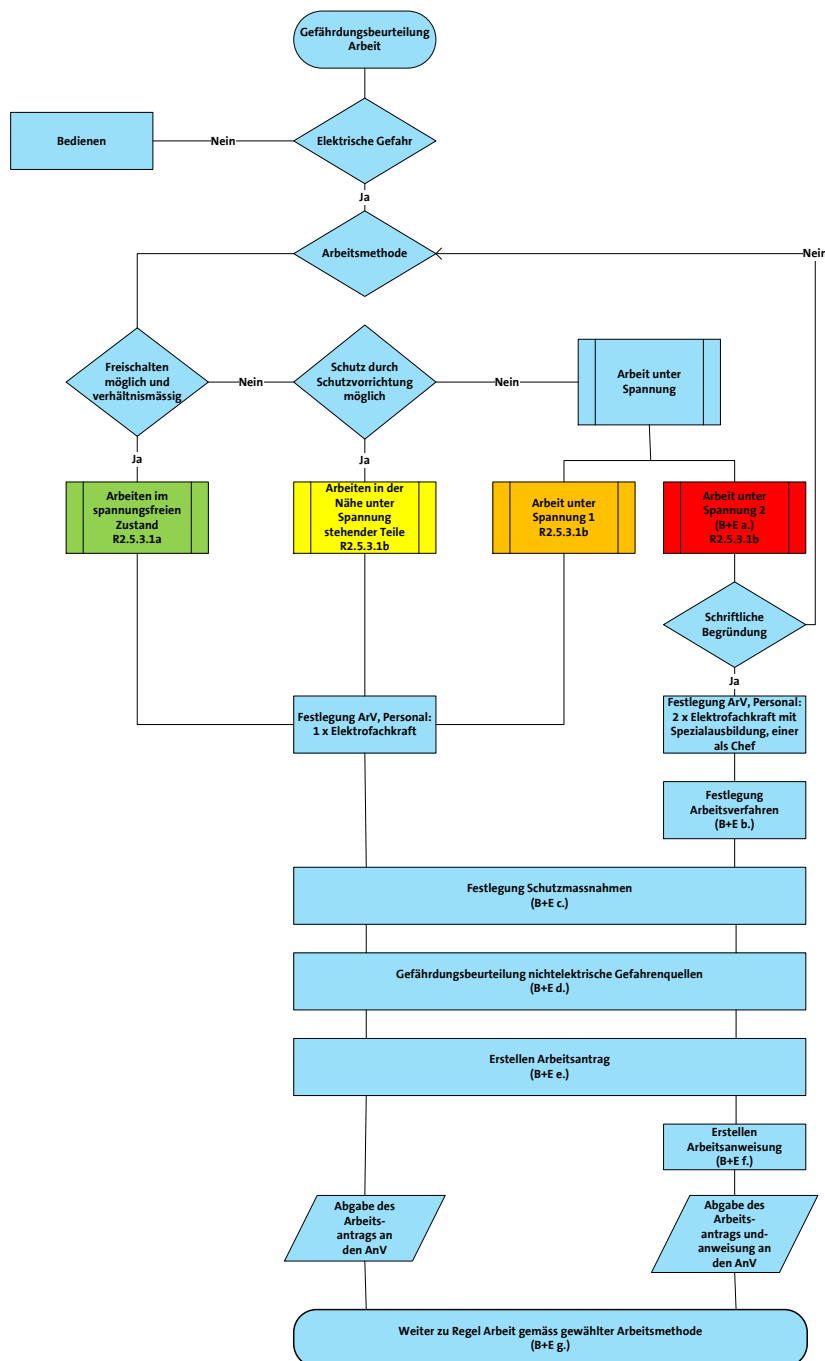 Gefährdungsbeurteilung
Arbeit
Bedienen
Nein
Elektrische Gefahr
Ja
Arbeitsmethode
Nein
Freischalten
möglich und
verhältnismässig
Nein
Schutz durch
Schutzvorrichtung
möglich
Nein
Arbeit unter
Spannung
Ja
Ja
Arbeiten im
spannungsfreien
Zustand
R2.5.3.1a
Arbeiten in der
Nähe unter
Spannung
stehender Teile
R2.5.3.1b
Arbeit unter
Spannung 1
R2.5.3.1b
Arbeit unter
Spannung 2
(B+E a.)
R2.5.3.1b
Schriftliche
Begründung
Ja
Festlegung ArV, Personal:
1 x Elektrofachkraft
Festlegung ArV, Personal:
2 x Elektrofachkraft mit
Spezialausbildung, einer
als Chef
Festlegung
Arbeitsverfahren
(B+E b.)
Festlegung Schutzmassnahmen
(B+E c.)
Gefährdungsbeurteilung nichtelektrische Gefahrenquellen
(B+E d.)
Erstellen Arbeitsantrag
(B+E e.)
Erstellen
Arbeitsanweisung
(B+E f.)
Abgabe des
Arbeits-
antrags an
den AnV
Abgabe des
Arbeits-
antrags und-
anweisung an
den AnV
Weiter zu Regel Arbeit gemäss gewählter Arbeitsmethode
(B+E g.)